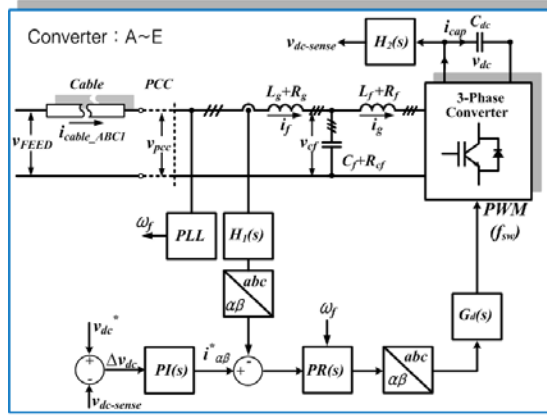 Converter : A~E
H₂(s)
i_cap
C_dc
v_dc-sense
v_dc
Cable
PCC
L_g+R_g
L_f+R_f
3-Phase
Converter
v_FEED
i_cable_ABCI
v_pcc
i_f
v_cf
i_g
C_f+R_cf
ω_f
PLL
H₁(s)
PWM
(f_sw)
abc
αβ
G_d(s)
v_dc*
ω_f
+
-
Δv_dc
PI(s)
i*_αβ
+
-
PR(s)
abc
αβ
v_dc-sense